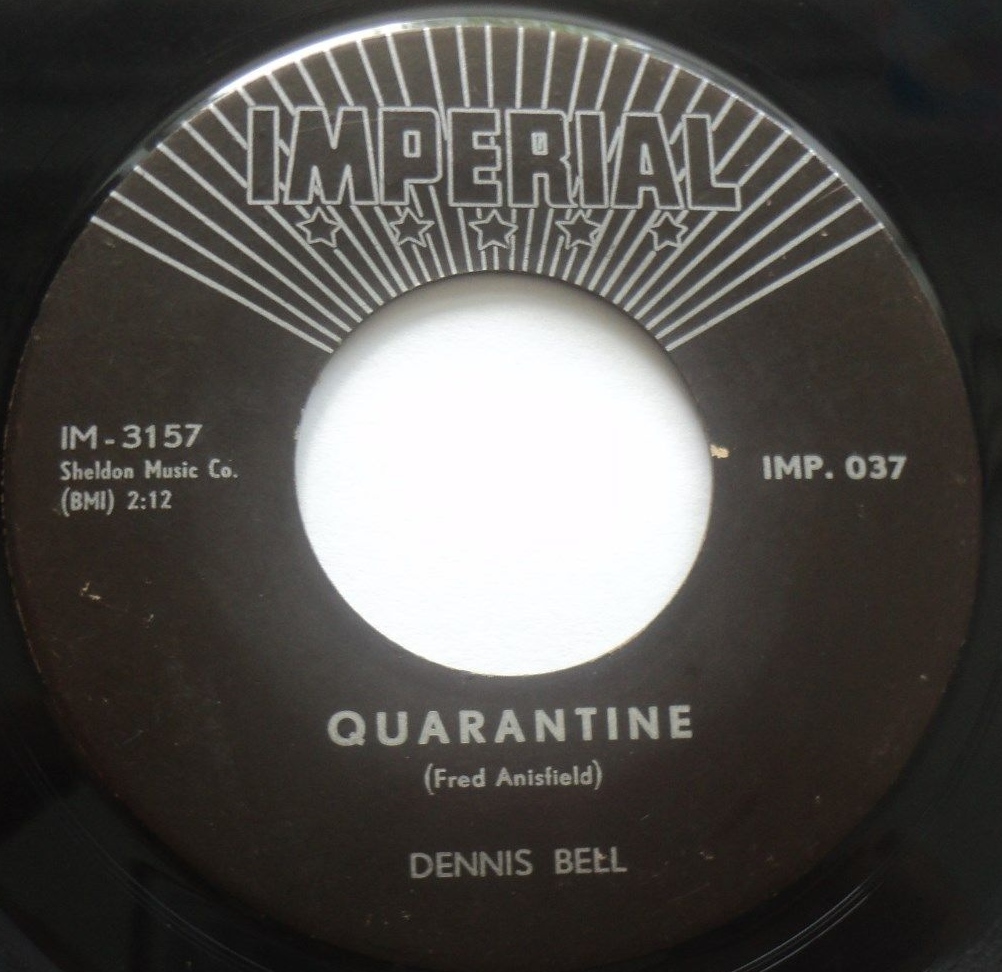 IMPERIAL
IM-3157
Sheldon Music Co.
(BMI) 2:12
IMP. 037
QUARANTINE
(Fred Anisfield)
DENNIS BELL